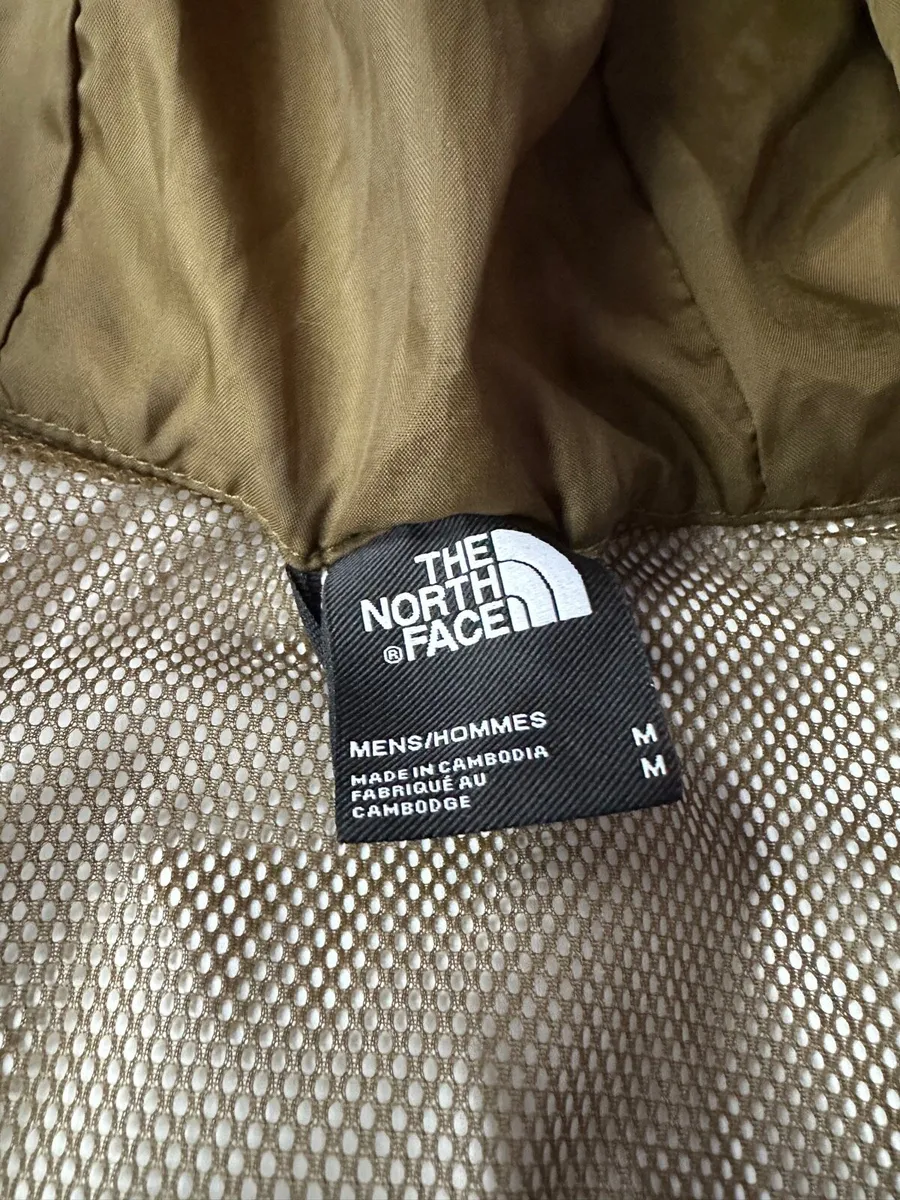 THE
NORTH
® FACE
MENS/HOMMES M
MADE IN CAMBODIA M
FABRIQUÉ AU
CAMBODGE